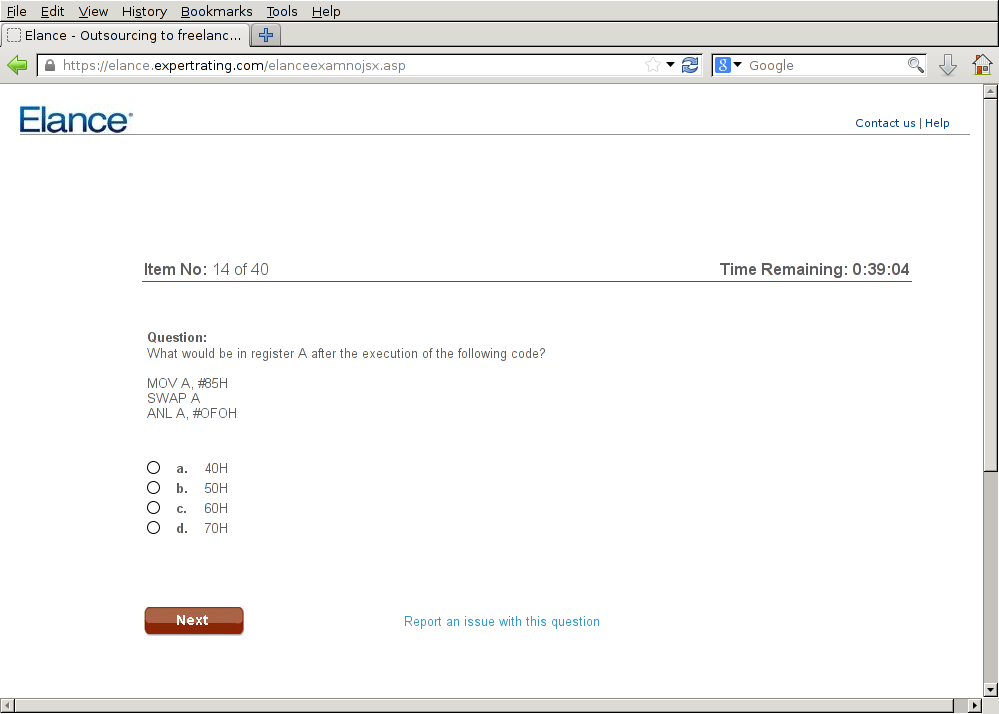 File Edit View History Bookmarks Tools Help
Elance - Outsourcing to freelanc...
https://elance.expertrating.com/elanceexamnojsx.asp
8 Google
Elance®
Contact us | Help
Item No: 14 of 40
Time Remaining: 0:39:04
Question:
What would be in register A after the execution of the following code?
MOV A, #85H
SWAP A
ANL A, #0F0H
a. 40H
b. 50H
c. 60H
d. 70H
Next
Report an issue with this question